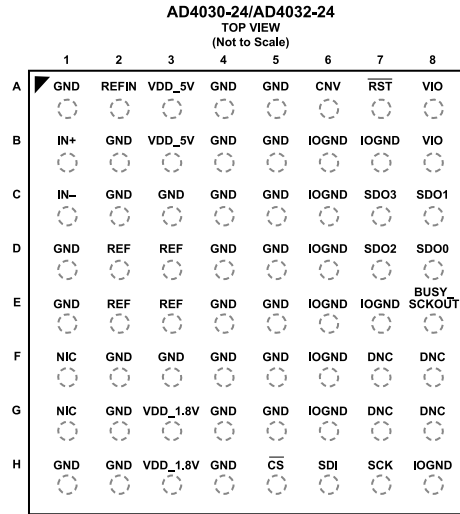 AD4030-24/AD4032-24
TOP VIEW
(Not to Scale)
1 2 3 4 5 6 7 8
A GND REFIN VDD_5V GND GND CNV RST VIO
B IN+ GND VDD_5V GND GND IOGND IOGND VIO
C IN– GND GND GND GND IOGND SDO3 SDO1
D GND REF REF GND GND IOGND SDO2 SDO0
E GND REF REF GND GND IOGND IOGND BUSY_SCKOUT
F NIC GND GND GND GND IOGND DNC DNC
G NIC GND VDD_1.8V GND GND IOGND DNC DNC
H GND GND VDD_1.8V GND CS SDI SCK IOGND